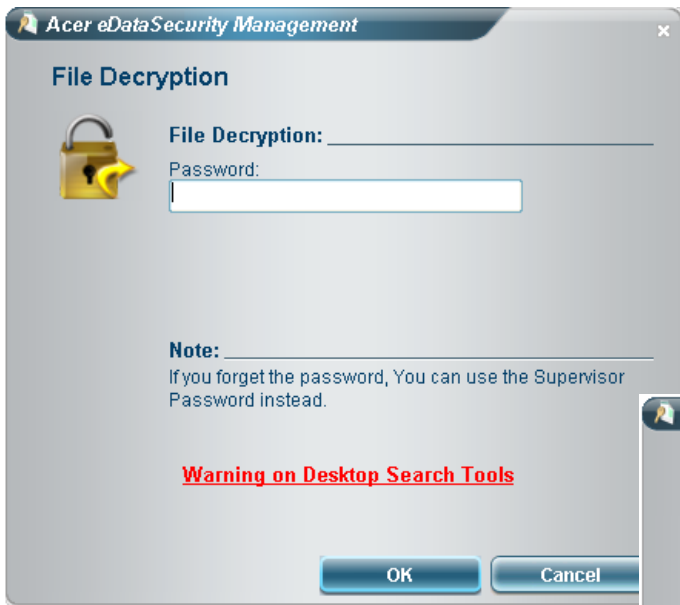 Acer eDataSecurity Management
File Decryption
File Decryption:
Password:
Note:
If you forget the password, You can use the Supervisor
Password instead.
Warning on Desktop Search Tools
OK
Cancel